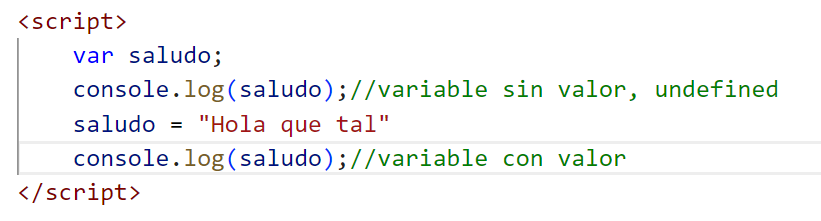 <script>
var saludo;
console.log(saludo);//variable sin valor, undefined
saludo = "Hola que tal"
console.log(saludo);//variable con valor
</script>